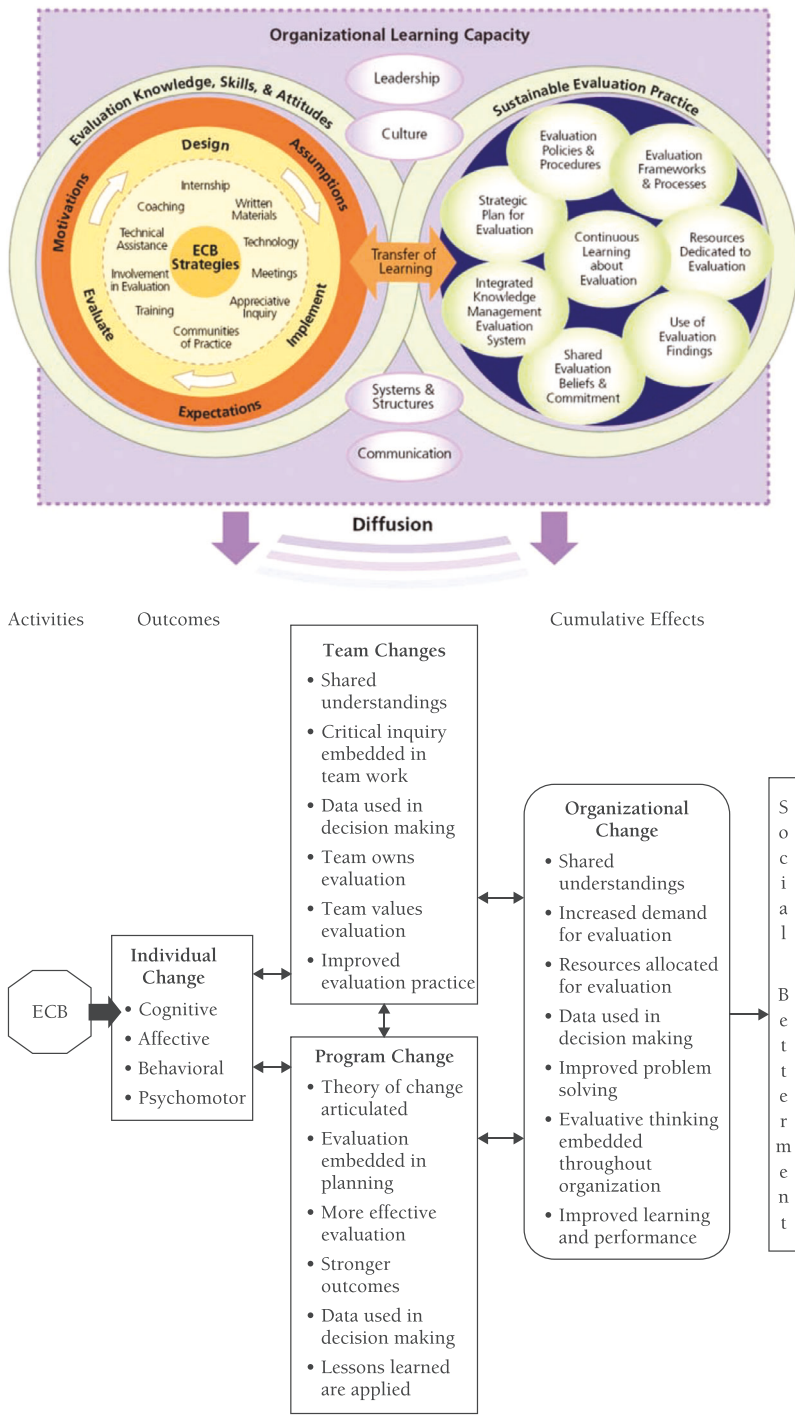 Organizational Learning Capacity
Leadership
Culture
Evaluation Knowledge, Skills, & Attitudes
Motivations
Assumptions
Expectations
Design
Implement
Evaluate
ECB
Strategies
Internship
Written
Materials
Technology
Meetings
Appreciative
Inquiry
Communities
of Practice
Training
Involvement
in Evaluation
Technical
Assistance
Coaching
Transfer of
Learning
Sustainable Evaluation Practice
Evaluation
Policies &
Procedures
Evaluation
Frameworks
& Processes
Strategic
Plan for
Evaluation
Continuous
Learning
about
Evaluation
Resources
Dedicated to
Evaluation
Integrated
Knowledge
Management
Evaluation
System
Use of
Evaluation
Findings
Shared
Evaluation
Beliefs &
Commitment
Systems &
Structures
Communication
Diffusion
Activities
Outcomes
Cumulative Effects
ECB
Individual
Change
• Cognitive
• Affective
• Behavioral
• Psychomotor
Team Changes
• Shared
understandings
• Critical inquiry
embedded in
team work
• Data used in
decision making
• Team owns
evaluation
• Team values
evaluation
• Improved
evaluation practice
Program Change
• Theory of change
articulated
• Evaluation
embedded in
planning
• More effective
evaluation
• Stronger
outcomes
• Data used in
decision making
• Lessons learned
are applied
Organizational
Change
• Shared
understandings
• Increased demand
for evaluation
• Resources allocated
for evaluation
• Data used in
decision making
• Improved problem
solving
• Evaluative thinking
embedded
throughout
organization
• Improved learning
and performance
Social Betterment